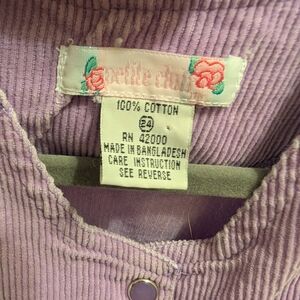 petite club
100% COTTON
24
RN 42000
MADE IN BANGLADESH
CARE INSTRUCTION
SEE REVERSE